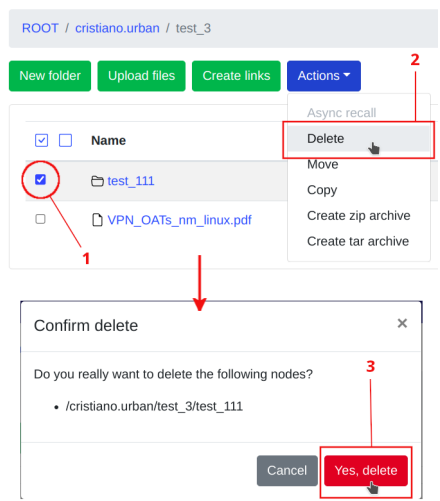 ROOT / cristiano.urban / test_3
2
New folder Upload files Create links Actions
Async recall
Name
Delete
Move
test_111
Copy
VPN_OATs_nm_linux.pdf
Create zip archive
Create tar archive
1
Confirm delete ×
Do you really want to delete the following nodes?
3
• /cristiano.urban/test_3/test_111
Cancel Yes, delete